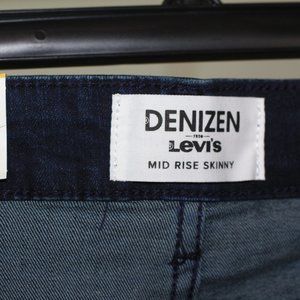 DENIZEN
FROM
Levi's
MID RISE SKINNY